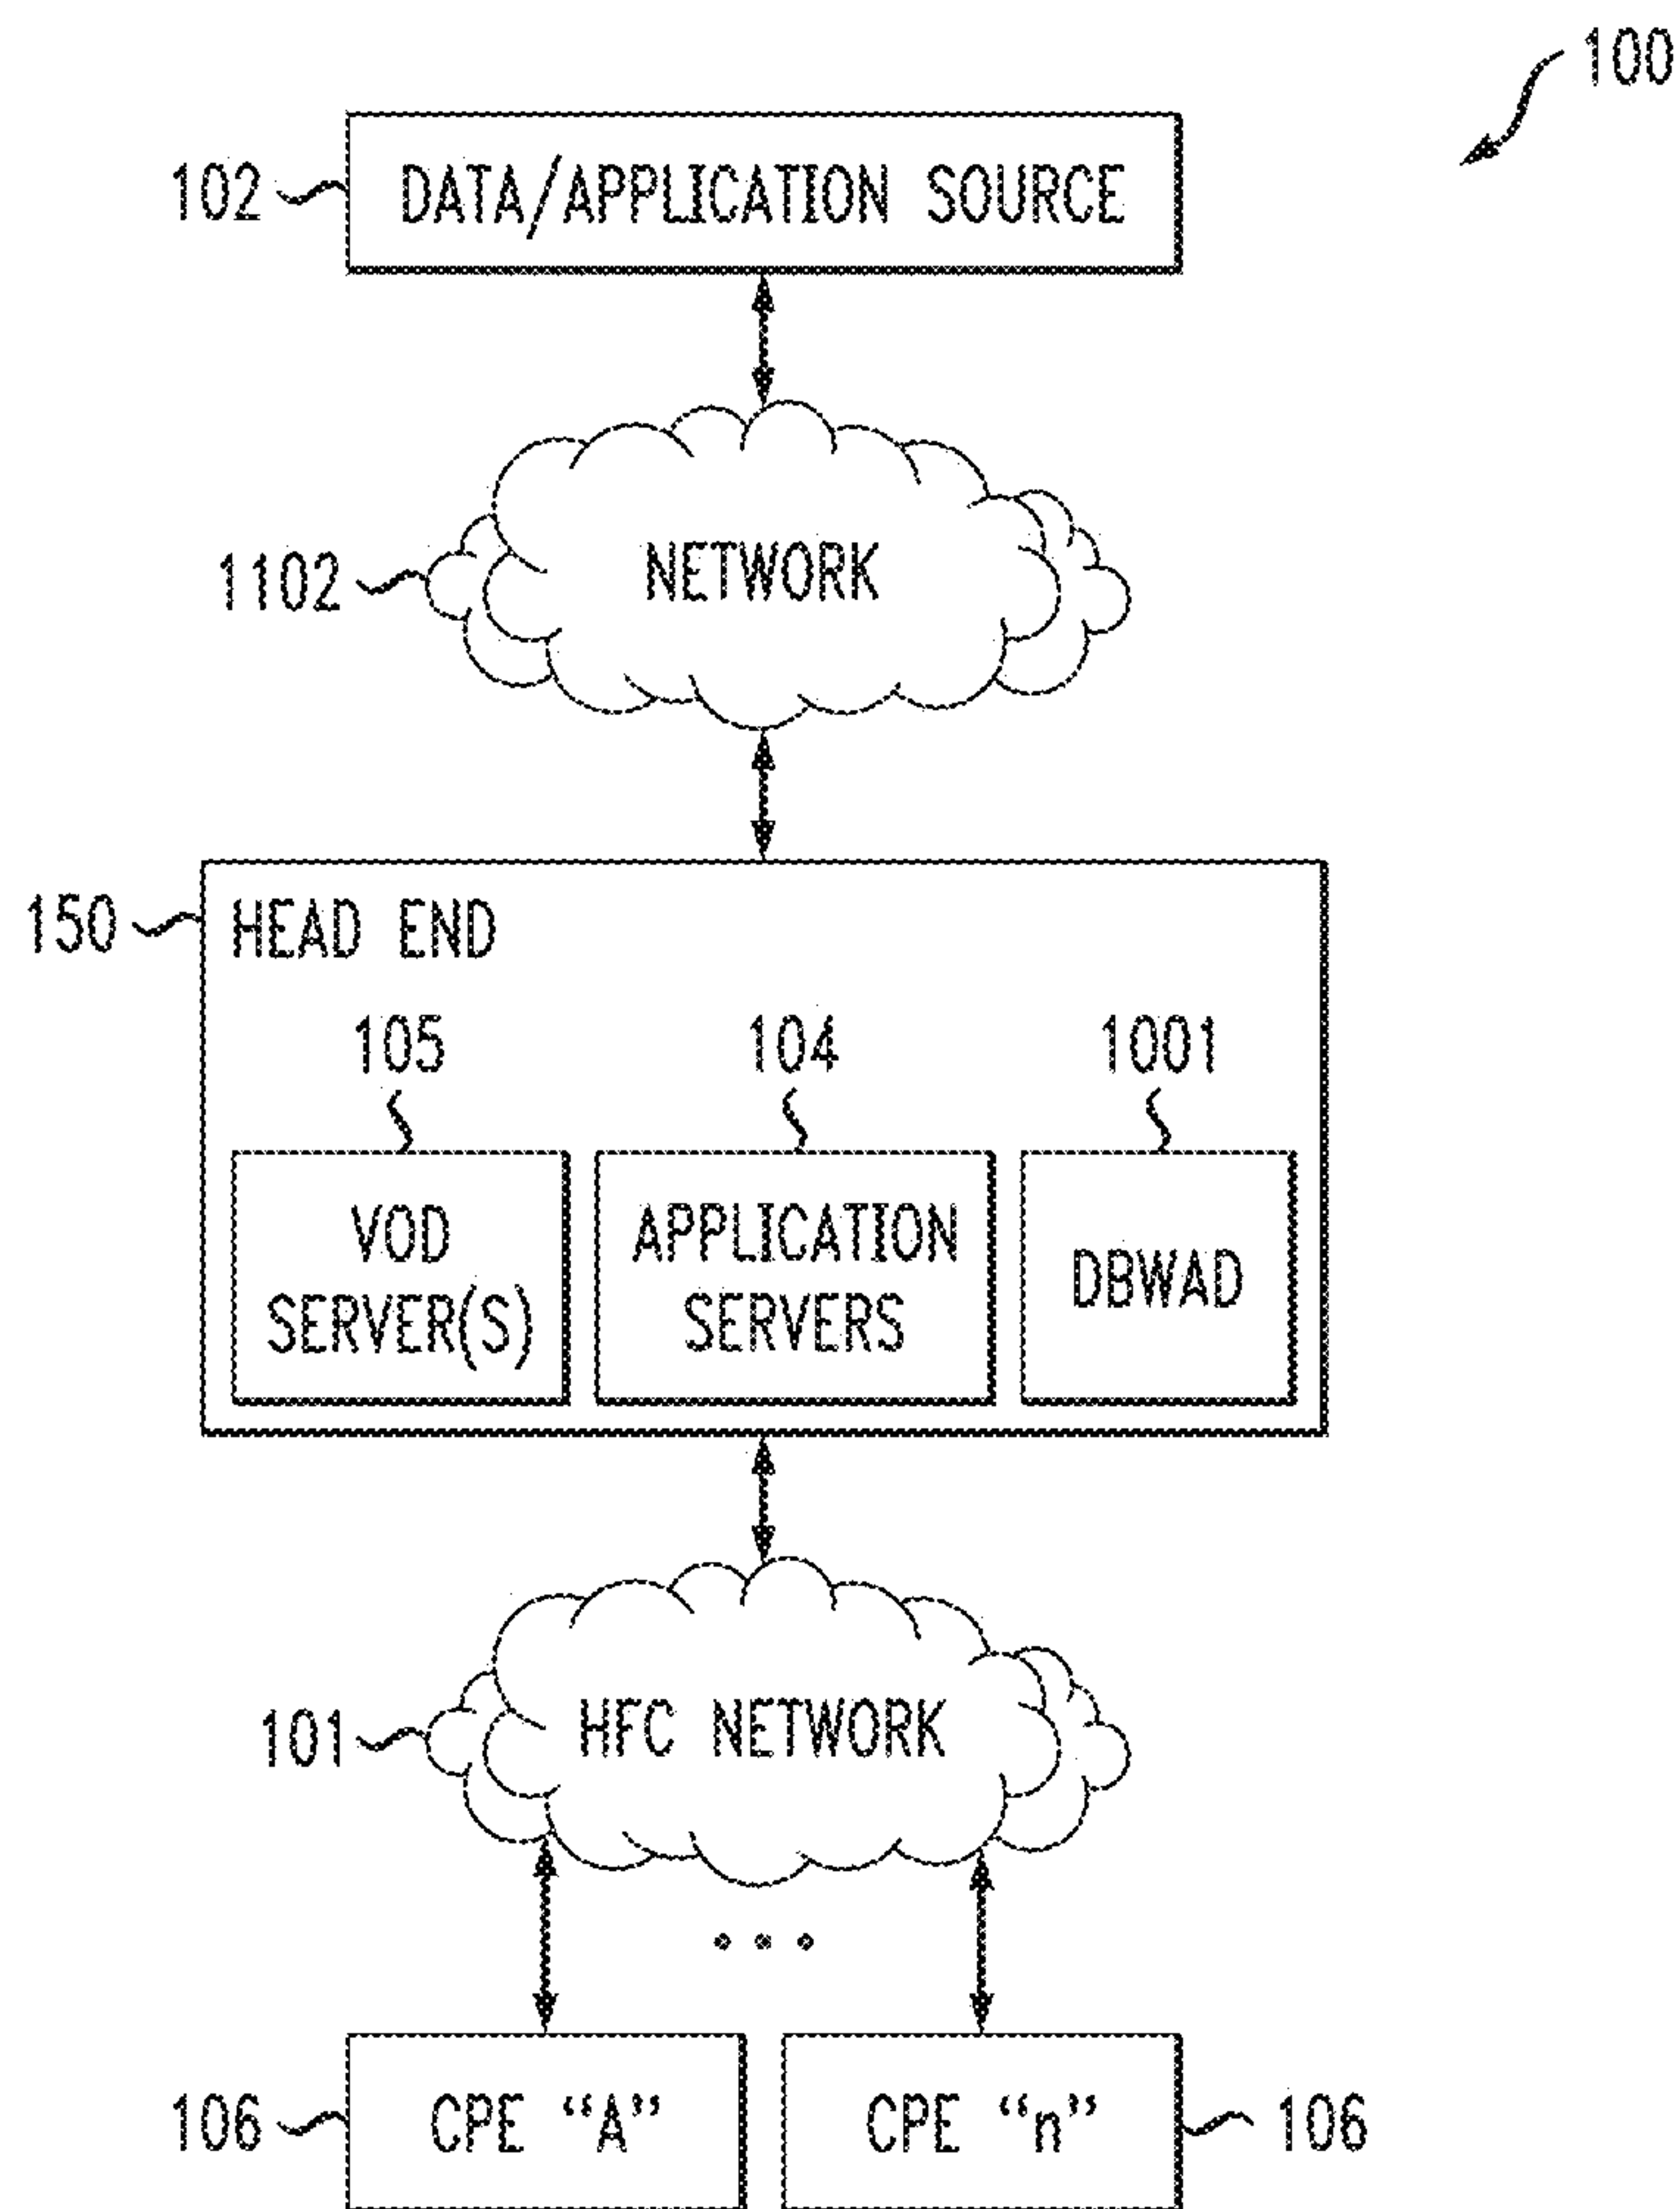 100
102 DATA/APPLICATION SOURCE
1102 NETWORK
150 HEAD END
105 104 1001
VOD SERVER(S)
APPLICATION SERVERS
DBWAD
101 HFC NETWORK
106 CPE “A” CPE “n” 106